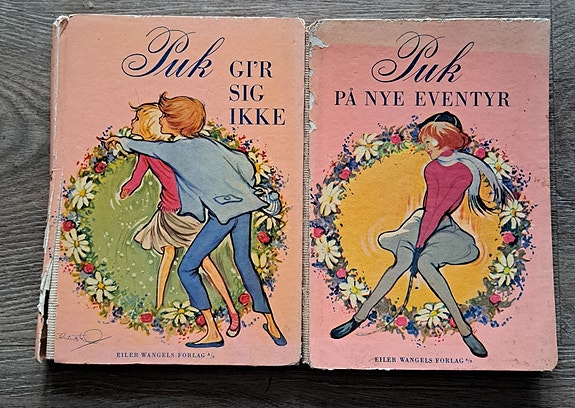 Puk
GI'R
SIG
IKKE
EILER WANGELS FORLAG A/S
Puk
PÅ NYE EVENTYR
EILER WANGELS FORLAG A/S